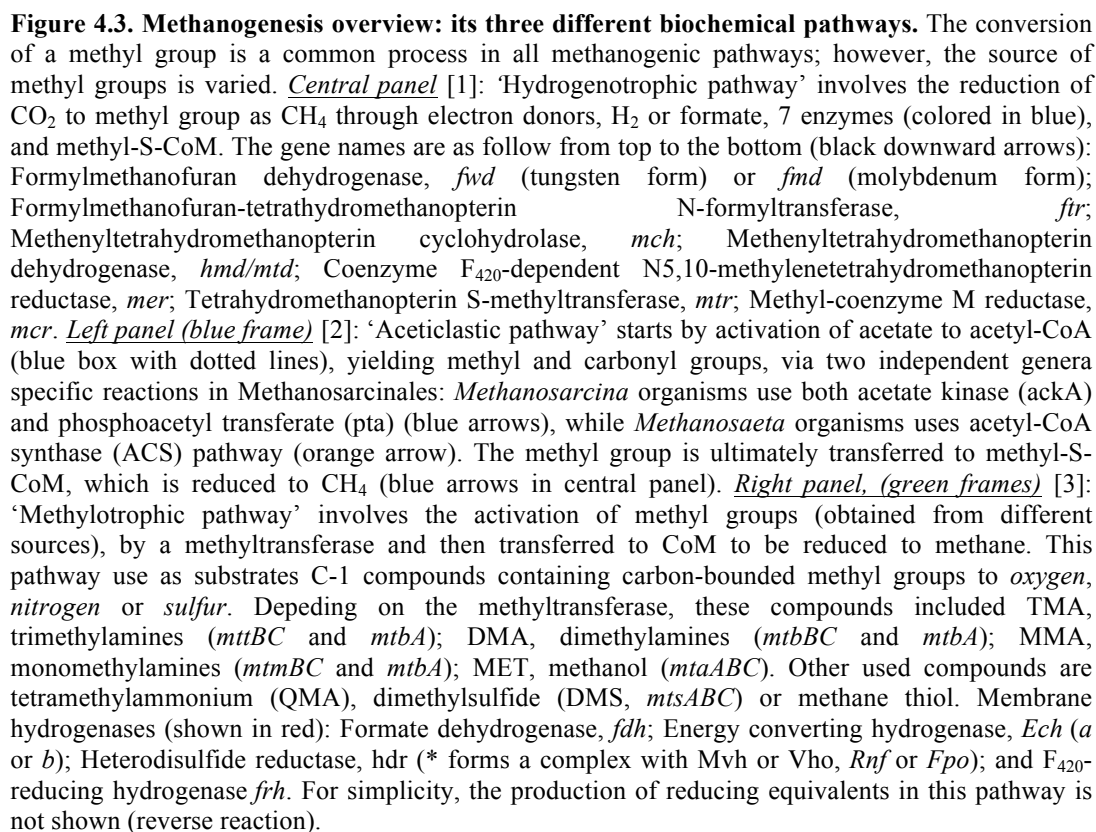 Figure 4.3. Methanogenesis overview: its three different biochemical pathways. The conversion
of a methyl group is a common process in all methanogenic pathways; however, the source of
methyl groups is varied. Central panel [1]: ‘Hydrogenotrophic pathway’ involves the reduction of
CO₂ to methyl group as CH₄ through electron donors, H₂ or formate, 7 enzymes (colored in blue),
and methyl-S-CoM. The gene names are as follow from top to the bottom (black downward arrows):
Formylmethanofuran dehydrogenase, fwd (tungsten form) or fmd (molybdenum form);
Formylmethanofuran-tetrahydromethanopterin N-formyltransferase, ftr;
Methenyltetrahydromethanopterin cyclohydrolase, mch; Methenyltetrahydromethanopterin
dehydrogenase, hmd/mtd; Coenzyme F₄₂₀-dependent N5,10-methylenetetrahydromethanopterin
reductase, mer; Tetrahydromethanopterin S-methyltransferase, mtr; Methyl-coenzyme M reductase,
mcr. Left panel (blue frame) [2]: ‘Aceticlastic pathway’ starts by activation of acetate to acetyl-CoA
(blue box with dotted lines), yielding methyl and carbonyl groups, via two independent genera
specific reactions in Methanosarcinales: Methanosarcina organisms use both acetate kinase (ackA)
and phosphoacetyl transferate (pta) (blue arrows), while Methanosaeta organisms uses acetyl-CoA
synthase (ACS) pathway (orange arrow). The methyl group is ultimately transferred to methyl-S-
CoM, which is reduced to CH₄ (blue arrows in central panel). Right panel, (green frames) [3]:
‘Methylotrophic pathway’ involves the activation of methyl groups (obtained from different
sources), by a methyltransferase and then transferred to CoM to be reduced to methane. This
pathway use as substrates C-1 compounds containing carbon-bounded methyl groups to oxygen,
nitrogen or sulfur. Depeding on the methyltransferase, these compounds included TMA,
trimethylamines (mttBC and mtbA); DMA, dimethylamines (mtbBC and mtbA); MMA,
monomethylamines (mtmBC and mtbA); MET, methanol (mtaABC). Other used compounds are
tetramethylammonium (QMA), dimethylsulfide (DMS, mtsABC) or methane thiol. Membrane
hydrogenases (shown in red): Formate dehydrogenase, fdh; Energy converting hydrogenase, Ech (a
or b); Heterodisulfide reductase, hdr (* forms a complex with Mvh or Vho, Rnf or Fpo); and F₄₂₀-
reducing hydrogenase frh. For simplicity, the production of reducing equivalents in this pathway is
not shown (reverse reaction).